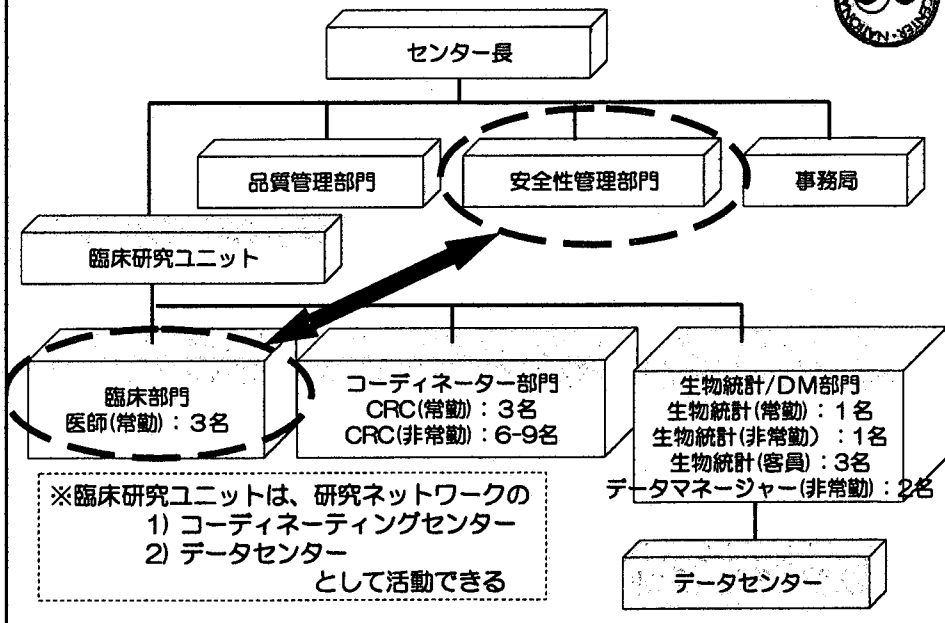 センター長
品質管理部門
安全性管理部門
事務局
臨床研究ユニット
臨床部門
医師(常勤)：3名
コーディネーター部門
CRC(常勤)：3名
CRC(非常勤)：6-9名
生物統計/DM部門
生物統計(常勤)：1名
生物統計(非常勤)：1名
生物統計(客員)：3名
データマネージャー(非常勤)：2名
※臨床研究ユニットは、研究ネットワークの
1) コーディネーティングセンター
2) データセンター
として活動できる
データセンター